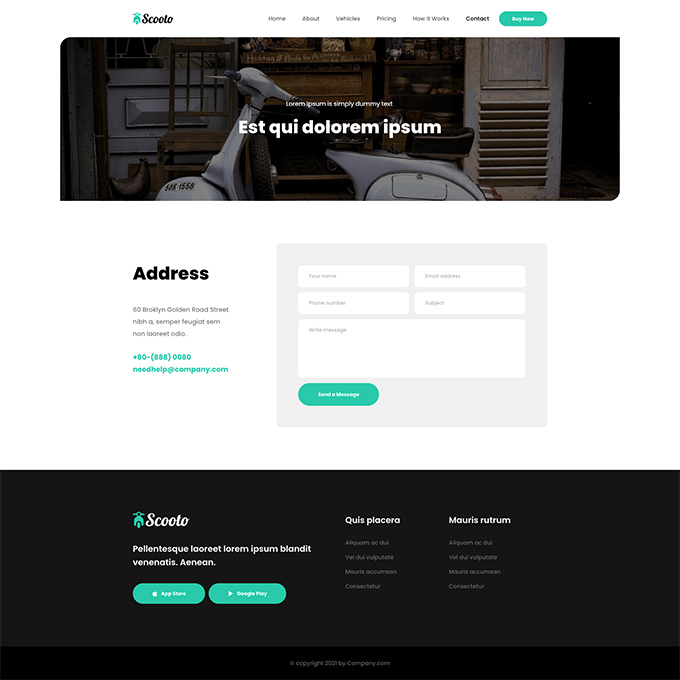 Scooto
Home About Vehicles Pricing How It Works Contact Buy Now
Lorem ipsum is simply dummy text
Est qui dolorem ipsum
58K·1558
Address
60 Broklyn Golden Road Street
nibh a, semper feugiat sem
non laoreet odio.
+80-(888) 0080
needhelp@company.com
Your name Email address
Phone number Subject
Write message
Send a Message
Scooto
Pellentesque laoreet lorem ipsum blandit
venenatis. Aenean.
App Store Google Play
Quis placera
Aliquam ac dui
Vel dui vulputate
Mauris accumsan
Consectetur
Mauris rutrum
Aliquam ac dui
Vel dui vulputate
Mauris accumsan
Consectetur
© copyright 2021 by Company.com